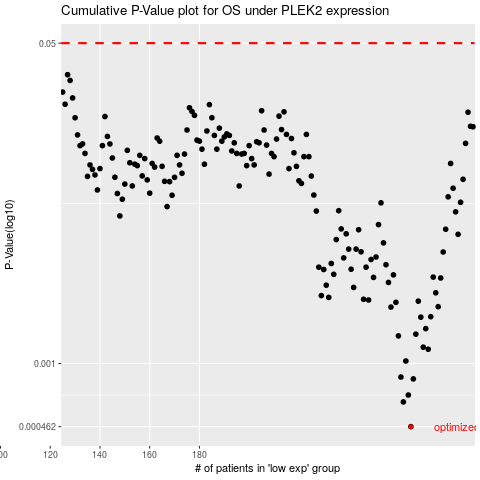 Cumulative P-Value plot for OS under PLEK2 expression
P-Value(log10)
0.05
0.001
0.000462
optimized
00 120 140 160 180
# of patients in 'low exp' group